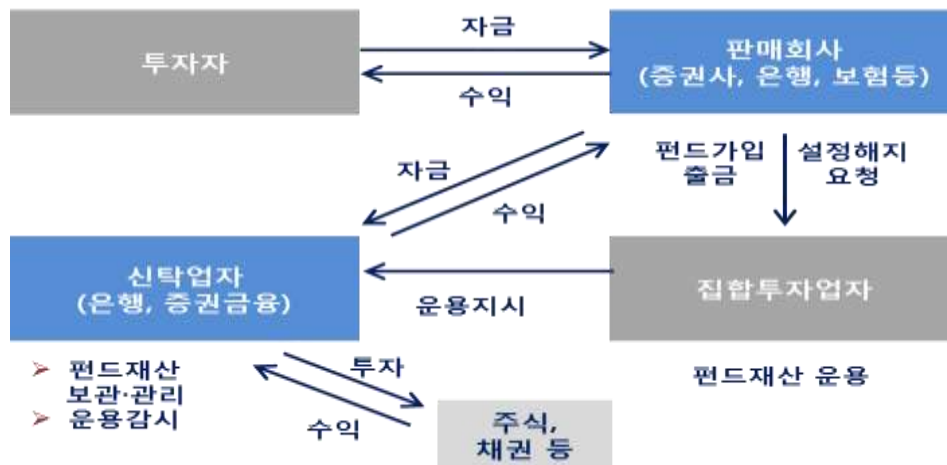 자금
투자자
판매회사
(증권사, 은행, 보험등)
수익
자금
수익
펀드가입
출금
설정해지
요청
신탁업자
(은행, 증권금융)
운용지시
집합투자업자
➢ 펀드재산
보관·관리
➢ 운용감시
투자
수익
펀드재산 운용
주식,
채권 등